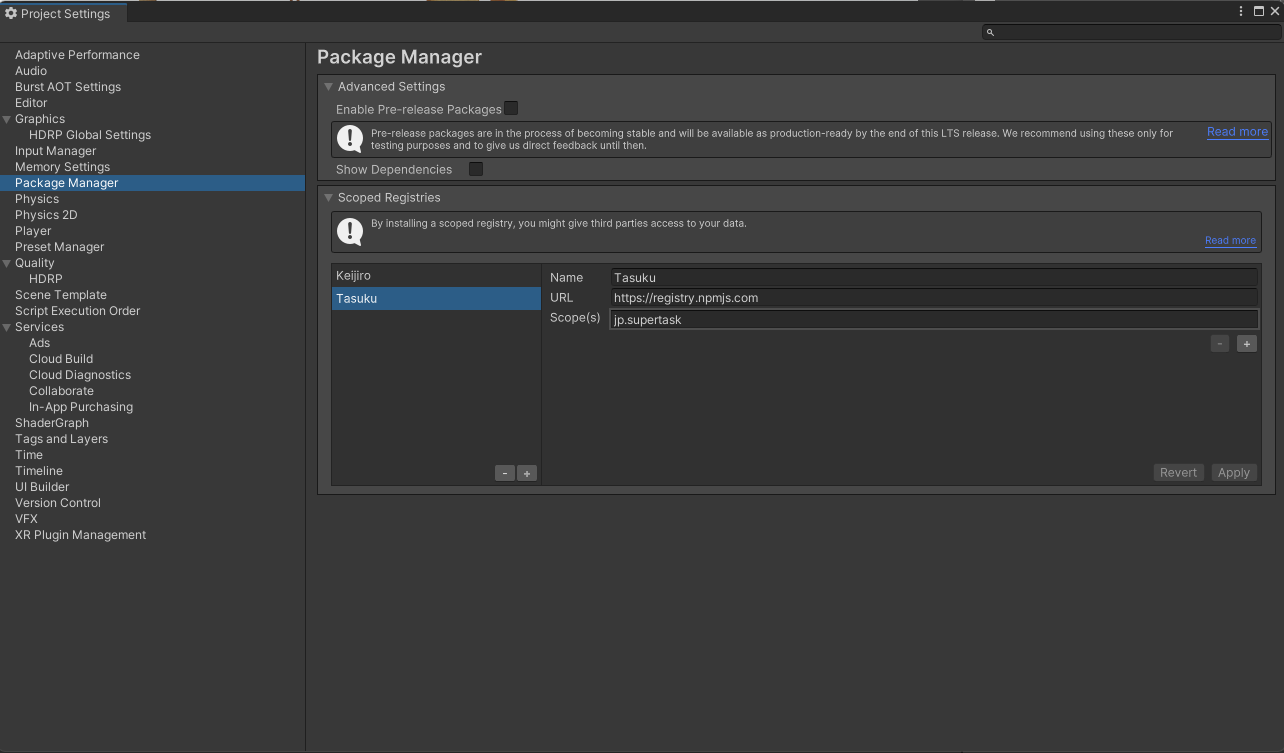 Project Settings
Adaptive Performance
Audio
Burst AOT Settings
Editor
Graphics
HDRP Global Settings
Input Manager
Memory Settings
Package Manager
Physics
Physics 2D
Player
Preset Manager
Quality
HDRP
Scene Template
Script Execution Order
Services
Ads
Cloud Build
Cloud Diagnostics
Collaborate
In-App Purchasing
ShaderGraph
Tags and Layers
Time
Timeline
UI Builder
Version Control
VFX
XR Plugin Management
Package Manager
Advanced Settings
Enable Pre-release Packages
Pre-release packages are in the process of becoming stable and will be available as production-ready by the end of this LTS release. We recommend using these only for
testing purposes and to give us direct feedback until then.
Read more
Show Dependencies
Scoped Registries
By installing a scoped registry, you might give third parties access to your data.
Read more
Keijiro
Tasuku
- +
Name Tasuku
URL https://registry.npmjs.com
Scope(s) jp.supertask
- +
Revert Apply